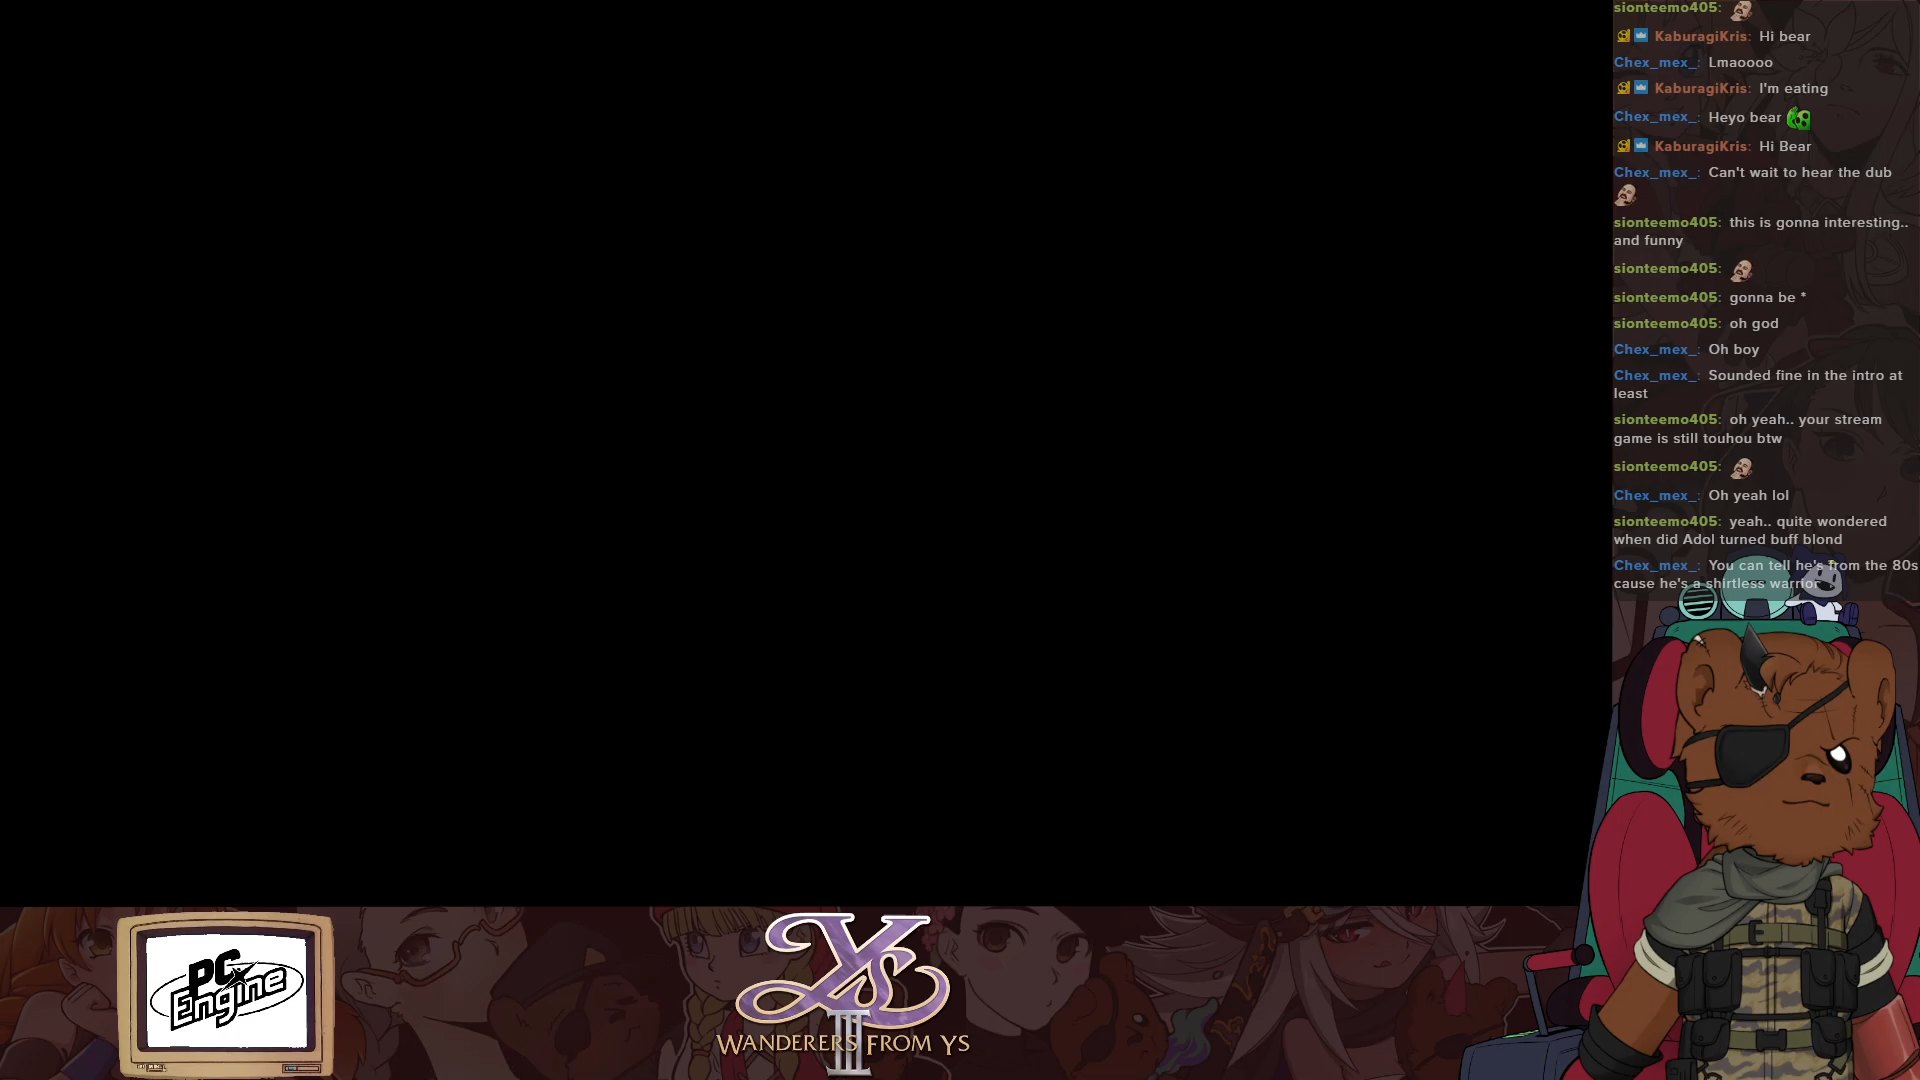 sionteemo405:
KaburagiKris: Hi bear
Chex_mex_: Lmaoooo
KaburagiKris: I'm eating
Chex_mex_: Heyo bear
KaburagiKris: Hi Bear
Chex_mex_: Can't wait to hear the dub
sionteemo405: this is gonna interesting..
and funny
sionteemo405:
sionteemo405: gonna be *
sionteemo405: oh god
Chex_mex_: Oh boy
Chex_mex_: Sounded fine in the intro at
least
sionteemo405: oh yeah.. your stream
game is still touhou btw
sionteemo405:
Chex_mex_: Oh yeah lol
sionteemo405: yeah.. quite wondered
when did Adol turned buff blond
Chex_mex_: You can tell he's from the 80s
cause he's a shirtless warrior
PC
Engine
Ys
III
WANDERERS FROM YS